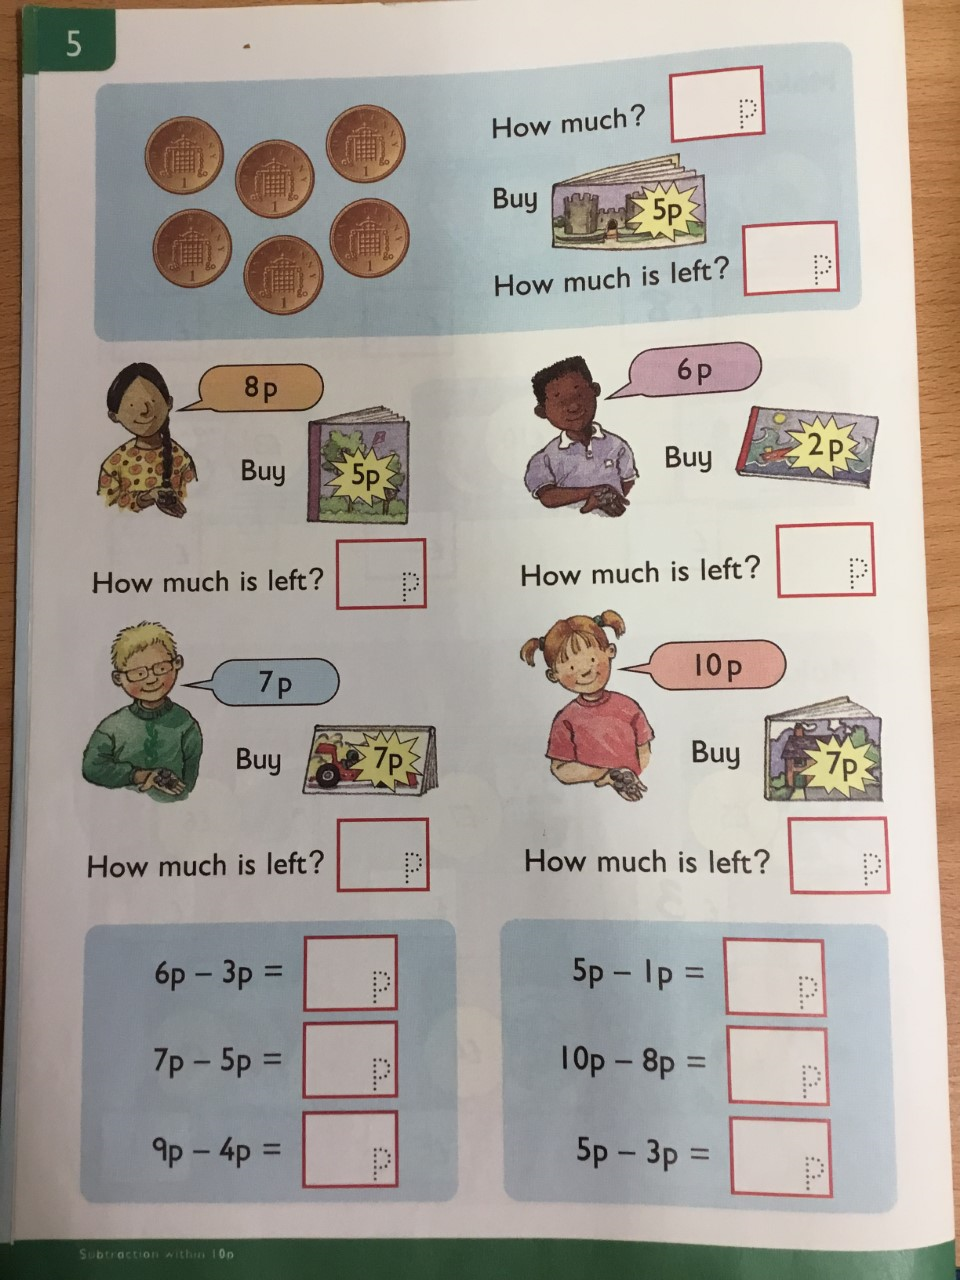 5
How much? p
Buy 5p
How much is left? p
8p
Buy 5p
How much is left? p
6p
Buy 2p
How much is left? p
7p
Buy 7p
How much is left? p
10p
Buy 7p
How much is left? p
6p – 3p = p
7p – 5p = p
9p – 4p = p
5p – 1p = p
10p – 8p = p
5p – 3p = p
Subtraction within 10p